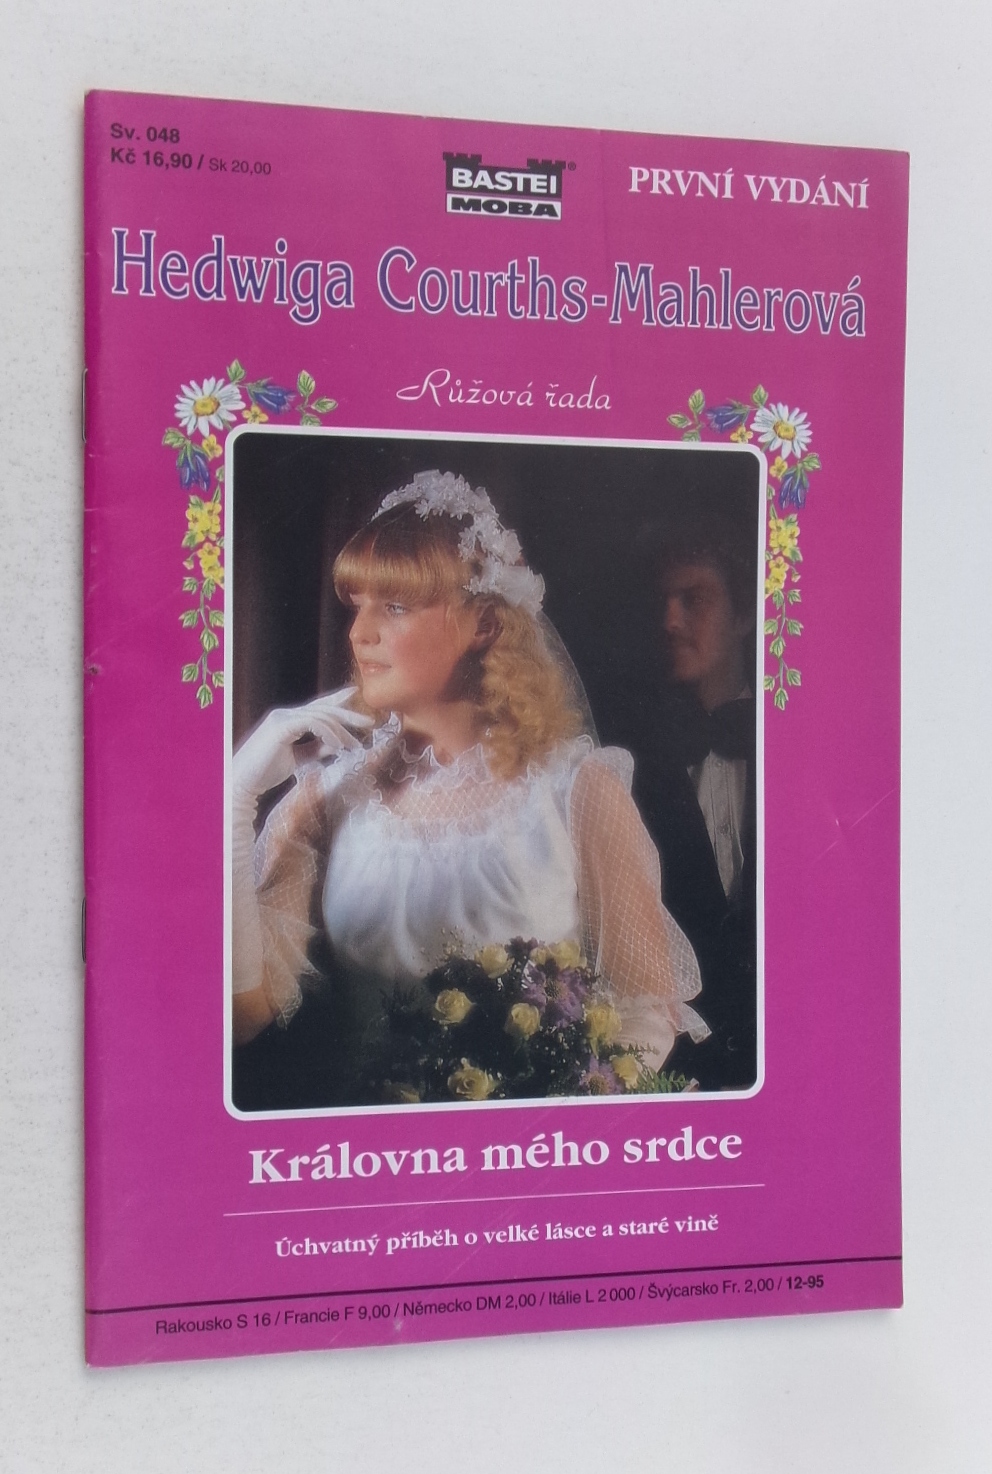 Sv. 048
Kč 16,90 / Sk 20,00
BASTEI®
MOBA
PRVNÍ VYDÁNÍ
Hedwiga Courths-Mahlerová
Růžová řada
Královna mého srdce
Úchvatný příběh o velké lásce a staré vině
Rakousko S 16 / Francie F 9,00 / Německo DM 2,00 / Itálie L 2 000 / Švýcarsko Fr. 2,00 / 12-95